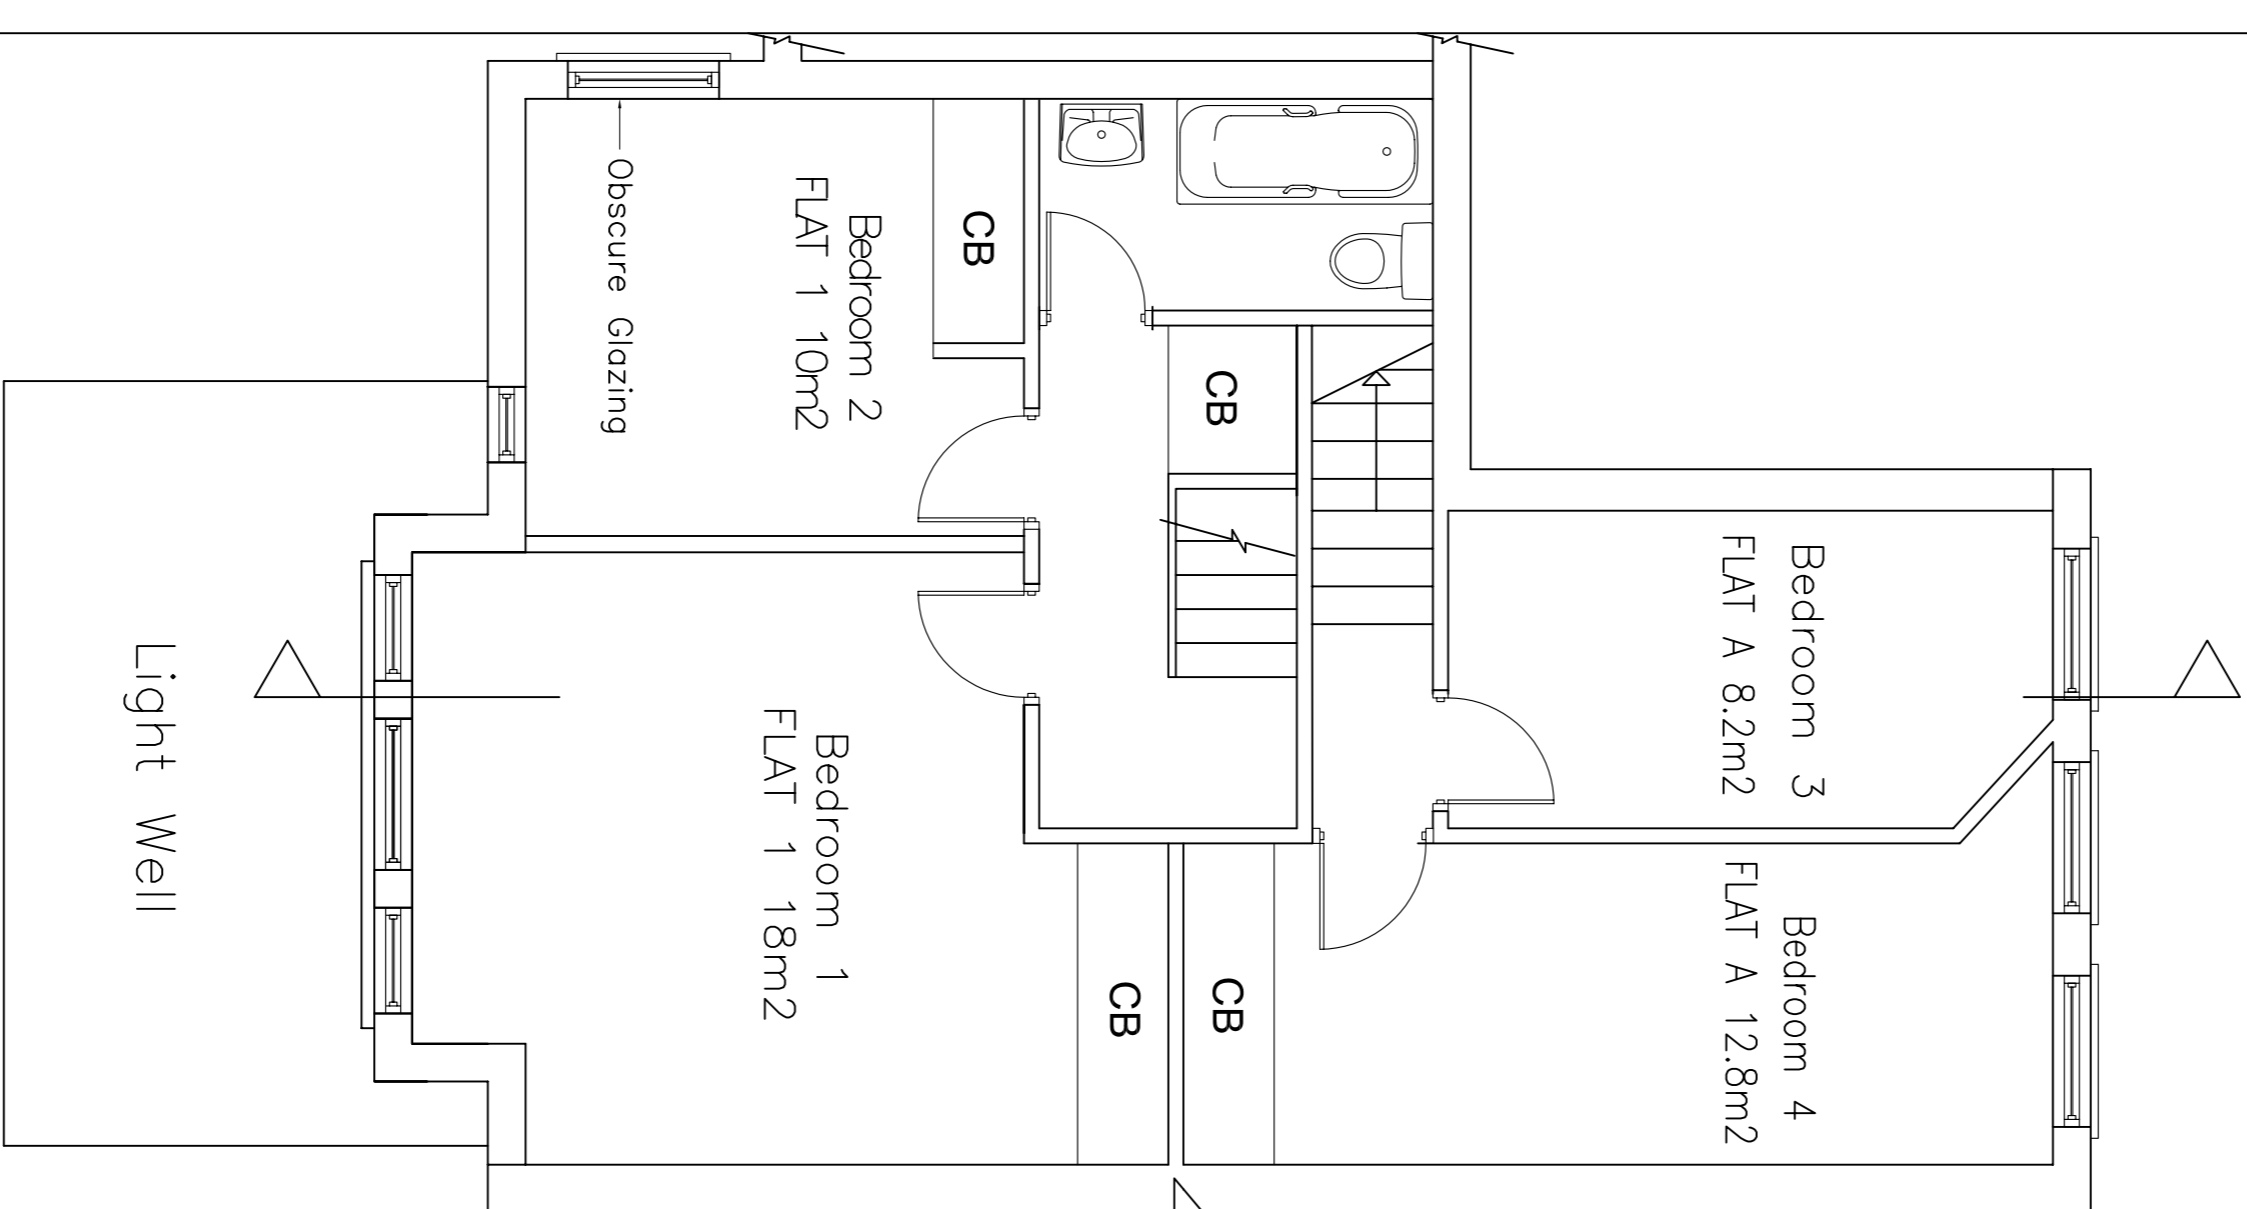 Obscure Glazing
Bedroom 2
FLAT 1 10m2
CB
CB
Bedroom 3
FLAT A 8.2m2
Light Well
Bedroom 1
FLAT 1 18m2
CB
CB
Bedroom 4
FLAT A 12.8m2